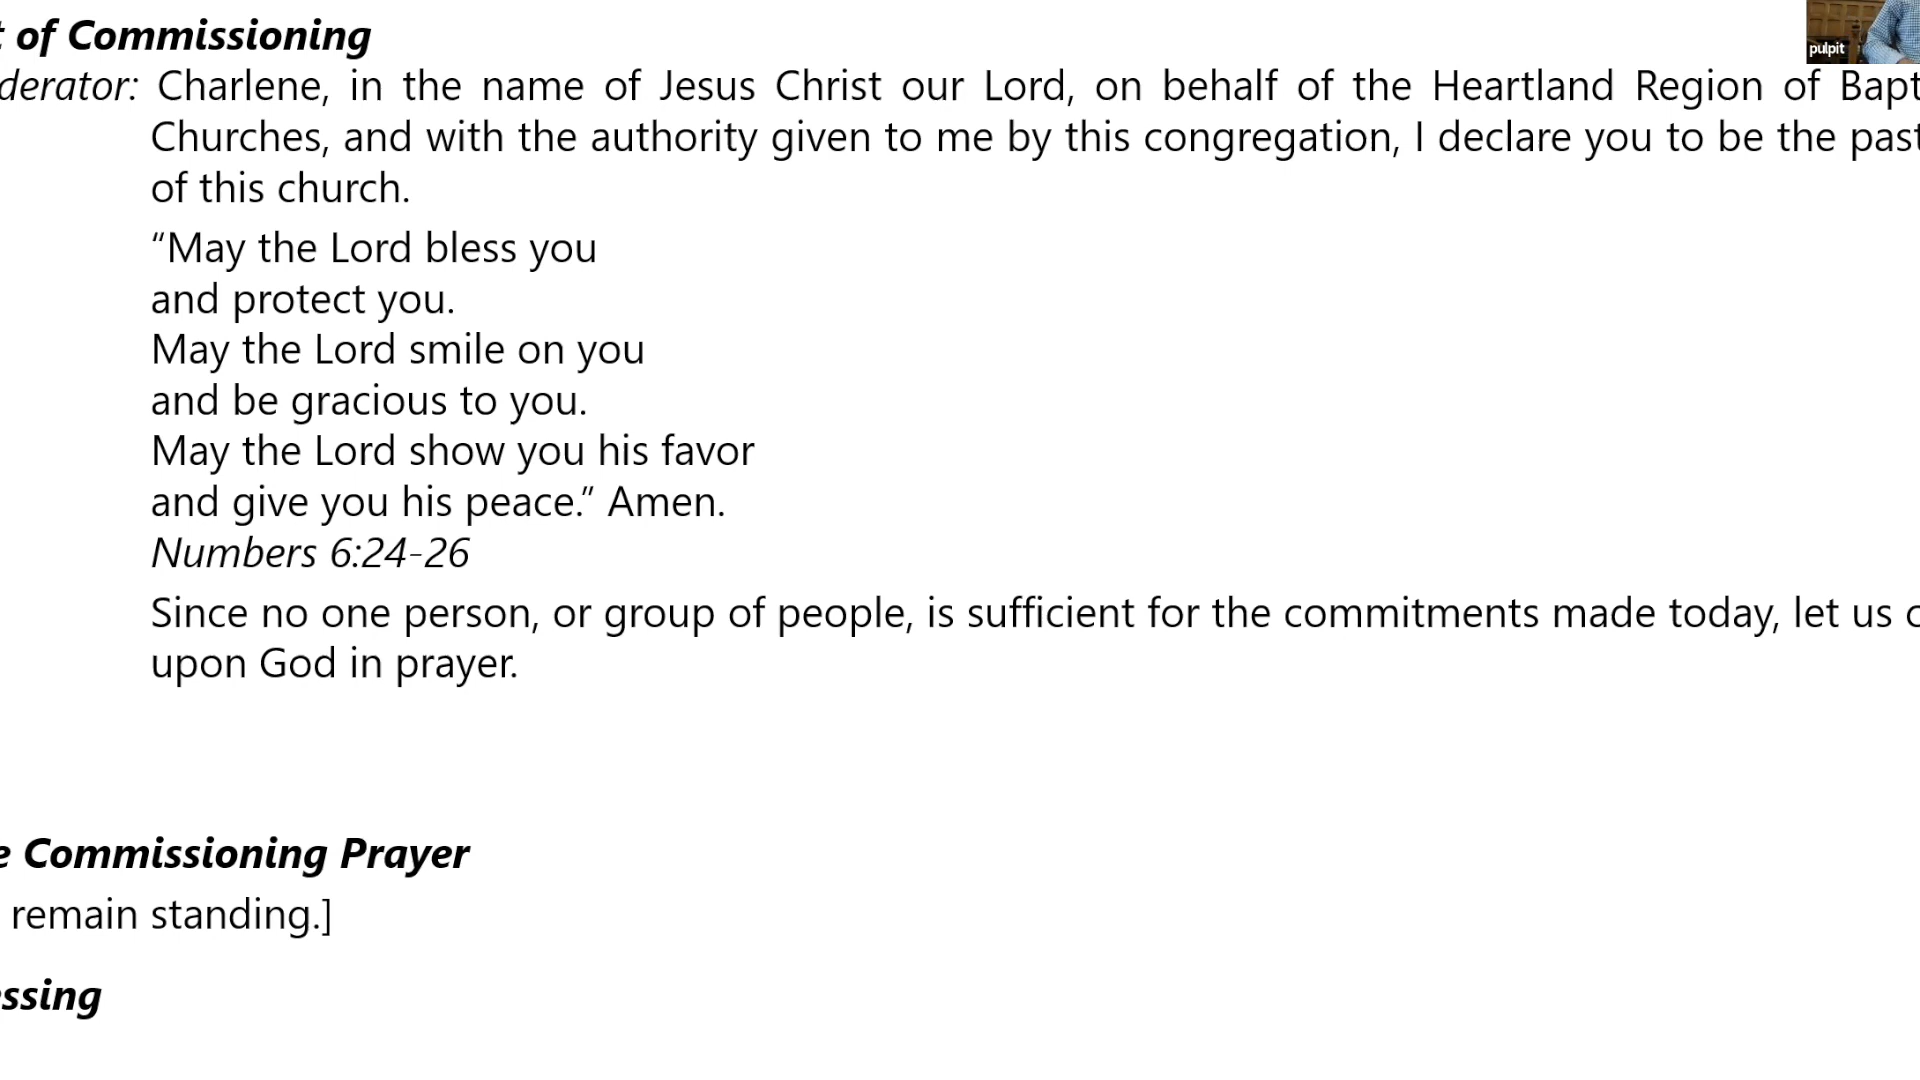 of Commissioning
pulpit
derator: Charlene, in the name of Jesus Christ our Lord, on behalf of the Heartland Region of Bapt
Churches, and with the authority given to me by this congregation, I declare you to be the past
of this church.
“May the Lord bless you
and protect you.
May the Lord smile on you
and be gracious to you.
May the Lord show you his favor
and give you his peace.” Amen.
Numbers 6:24-26
Since no one person, or group of people, is sufficient for the commitments made today, let us
upon God in prayer.
e Commissioning Prayer
remain standing.]
ssing